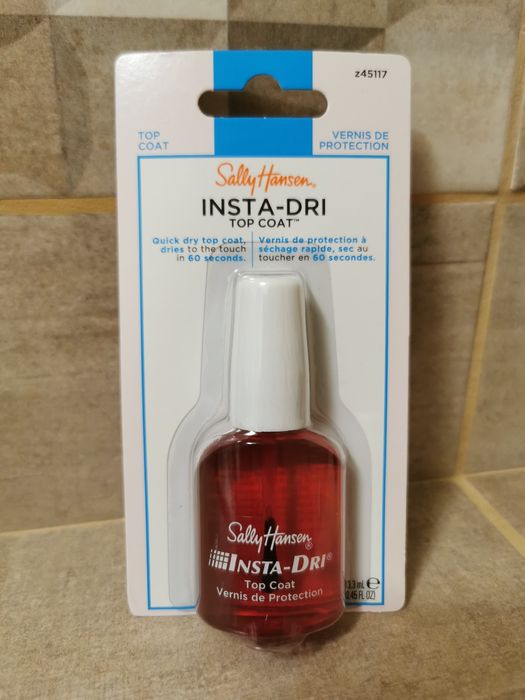 z45117
TOP
COAT
VERNIS DE
PROTECTION
Sally Hansen®
INSTA-DRI
TOP COAT™
Quick dry top coat,
dries to the touch
in 60 seconds.
Vernis de protection à
séchage rapide, sec au
toucher en 60 secondes.
Sally Hansen®
INSTA-DRI®
Top Coat
Vernis de Protection
13.3 mL e
0.45 FL OZ)